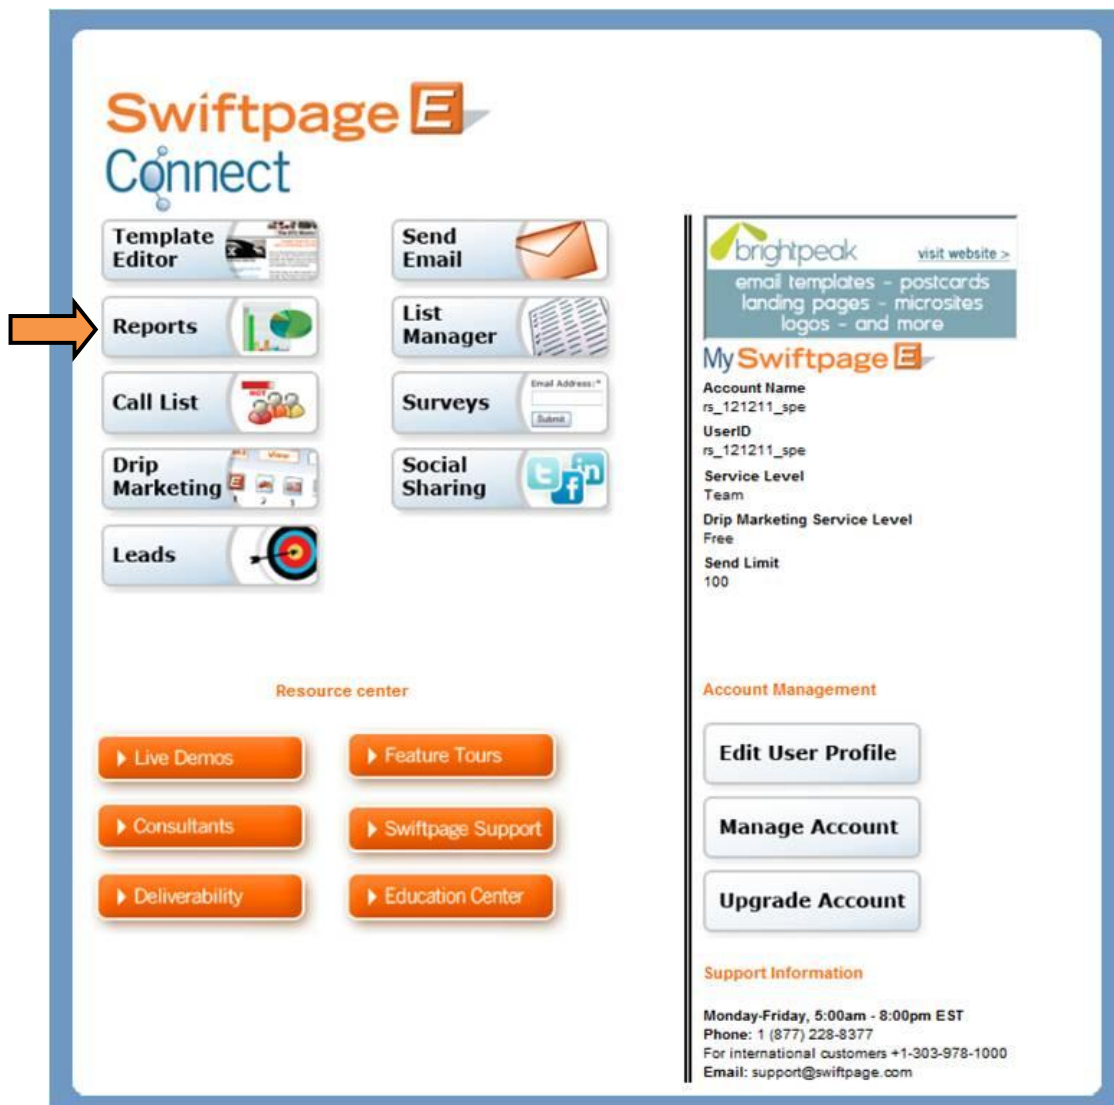 Swiftpage E
Connect
Template
Editor
Send
Email
Reports
List
Manager
Call List
HOT
Surveys
Email Address:*
Submit
Drip
Marketing
View
1 2 3
Social
Sharing
Leads
brightpeak
visit website >
email templates - postcards
landing pages - microsites
logos - and more
My Swiftpage E
Account Name
rs_121211_spe
UserID
rs_121211_spe
Service Level
Team
Drip Marketing Service Level
Free
Send Limit
100
Resource center
Live Demos
Feature Tours
Consultants
Swiftpage Support
Deliverability
Education Center
Account Management
Edit User Profile
Manage Account
Upgrade Account
Support Information
Monday-Friday, 5:00am - 8:00pm EST
Phone: 1 (877) 228-8377
For international customers +1-303-978-1000
Email: support@swiftpage.com